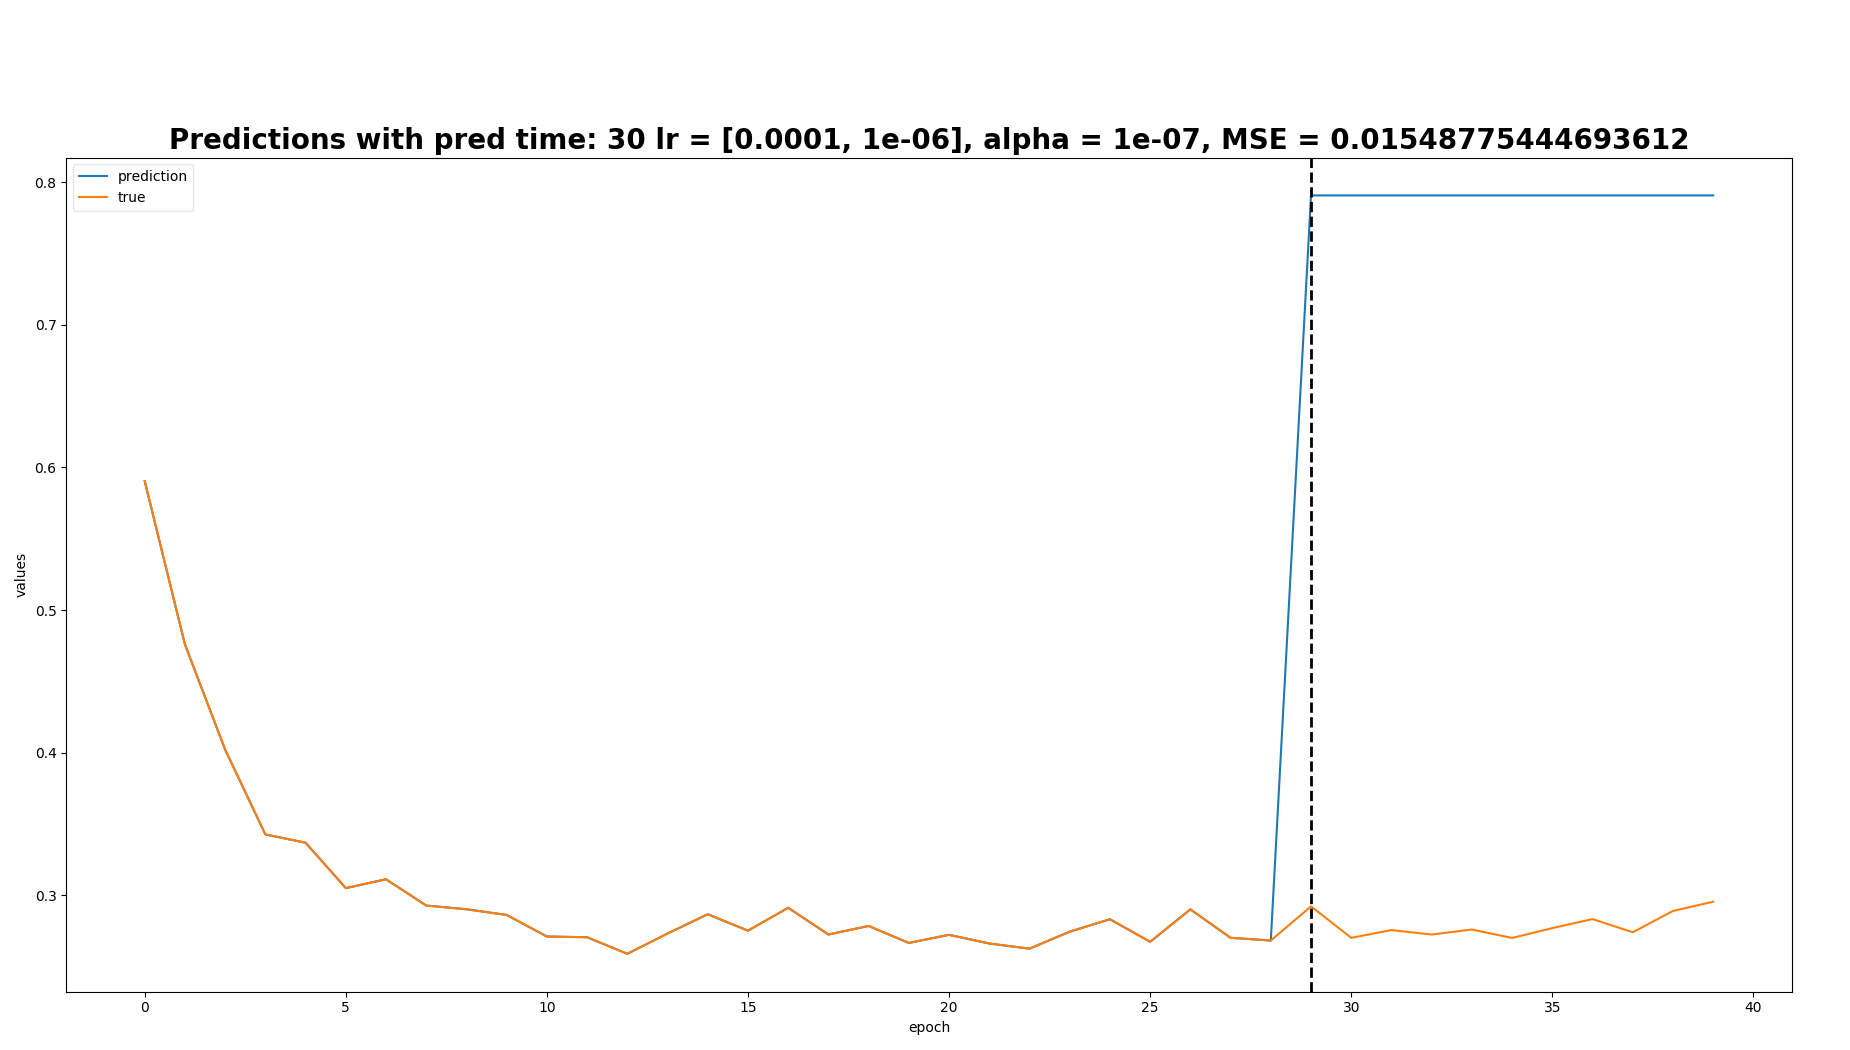 Predictions with pred time: 30 lr = [0.0001, 1e-06], alpha = 1e-07, MSE = 0.01548775444693612
prediction
true
0.8
0.7
0.6
0.5
0.4
0.3
values
0 5 10 15 20 25 30 35 40
epoch